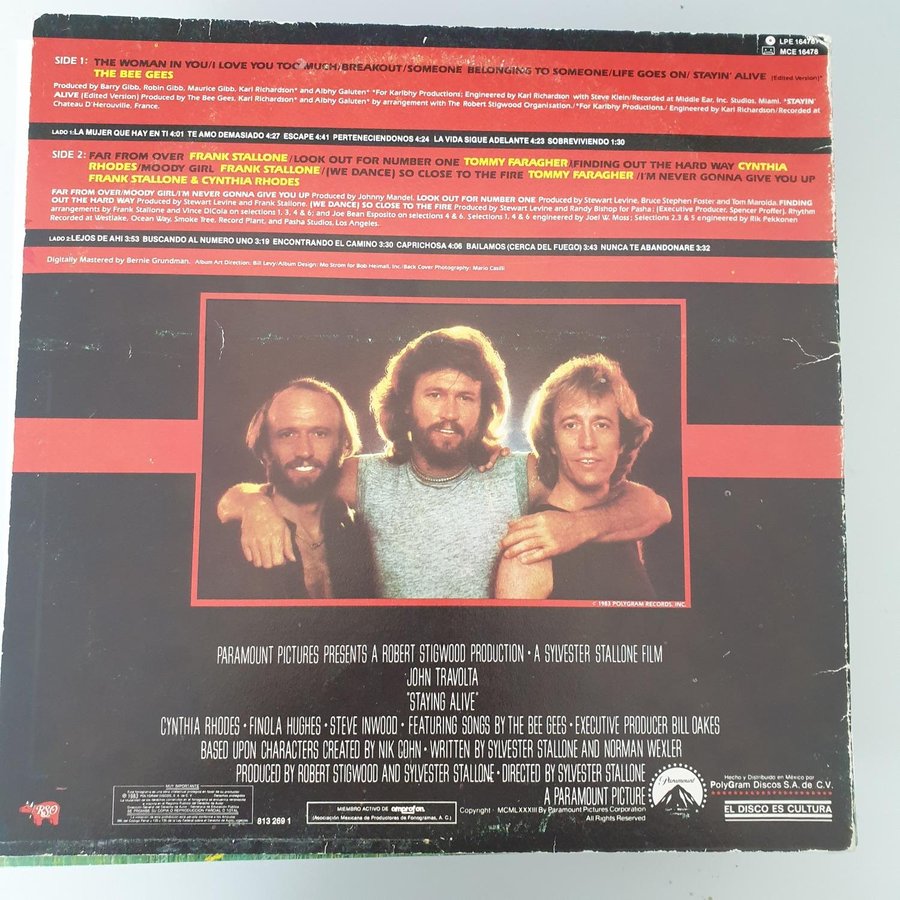 LPE 16478
MCE 16478
SIDE 1: THE WOMAN IN YOU/I LOVE YOU TOO MUCH/BREAKOUT/SOMEONE BELONGING TO SOMEONE/LIFE GOES ON/ STAYIN' ALIVE (Edited Version)*
THE BEE GEES
Produced by Barry Gibb, Robin Gibb, Maurice Gibb, Karl Richardson* and Albhy Galuten* *For Karlbhy Productions; Engineered by Karl Richardson with Steve Klein/Recorded at Middle Ear, Inc. Studios, Miami. *STAYIN'
ALIVE (Edited Version) Produced by The Bee Gees, Karl Richardson* and Albhy Galuten* by arrangement with The Robert Stigwood Organisation./ *For Karlbhy Productions./ Engineered by Karl Richardson/Recorded at
Chateau D'Herouville, France.
LADO 1: LA MUJER QUE HAY EN TI 4:01 TE AMO DEMASIADO 4:27 ESCAPE 4:41 PERTENECIENDONOS 4:24 LA VIDA SIGUE ADELANTE 4:23 SOBREVIVIENDO 1:30
SIDE 2: FAR FROM OVER FRANK STALLONE/LOOK OUT FOR NUMBER ONE TOMMY FARAGHER/FINDING OUT THE HARD WAY CYNTHIA
RHODES/MOODY GIRL FRANK STALLONE/(WE DANCE) SO CLOSE TO THE FIRE TOMMY FARAGHER/I'M NEVER GONNA GIVE YOU UP
FRANK STALLONE & CYNTHIA RHODES
FAR FROM OVER/MOODY GIRL/I'M NEVER GONNA GIVE YOU UP Produced by Johnny Mandel. LOOK OUT FOR NUMBER ONE Produced by Stewart Levine, Bruce Stephen Foster and Tom Marolda. FINDING
OUT THE HARD WAY Produced by Stewart Levine and Frank Stallone. (WE DANCE) SO CLOSE TO THE FIRE Produced by Stewart Levine and Randy Bishop for Pasha; (Executive Producer, Spencer Proffer). Rhythm
arrangements by Frank Stallone and Vince DiCola on selections 1, 3, 4 & 6; and Joe Bean Esposito on selections 4 & 6. Selections 1, 4 & 6 engineered by Joel W. Moss; Selections 2,3 & 5 engineered by Rik Pekkonen
Recorded at Westlake, Ocean Way, Smoke Tree, Record Plant, and Pasha Studios, Los Angeles.
LADO 2: LEJOS DE AHI 3:53 BUSCANDO AL NUMERO UNO 3:19 ENCONTRANDO EL CAMINO 3:30 CAPRICHOSA 4:06 BAILAMOS (CERCA DEL FUEGO) 3:43 NUNCA TE ABANDONARE 3:32
Digitally Mastered by Bernie Grundman. Album Art Direction: Bill Levy/Album Design: Mo Strom for Bob Heimall, Inc./Back Cover Photography: Mario Casilli
© 1983 POLYGRAM RECORDS, INC.
PARAMOUNT PICTURES PRESENTS A ROBERT STIGWOOD PRODUCTION • A SYLVESTER STALLONE FILM
JOHN TRAVOLTA
"STAYING ALIVE"
CYNTHIA RHODES • FINOLA HUGHES • STEVE INWOOD • FEATURING SONGS BY THE BEE GEES • EXECUTIVE PRODUCER BILL OAKES
BASED UPON CHARACTERS CREATED BY NIK COHN • WRITTEN BY SYLVESTER STALLONE AND NORMAN WEXLER
PRODUCED BY ROBERT STIGWOOD AND SYLVESTER STALLONE • DIRECTED BY SYLVESTER STALLONE
A PARAMOUNT PICTURE
Paramount
Copyright · MCMLXXXIII By Paramount Pictures Corporation
All Rights Reserved
RSO
MUY IMPORTANTE
813 269 1
MIEMBRO ACTIVO DE amprofon
(Asociación Mexicana de Productores de Fonogramas, A. C.)
Hecho y Distribuido en México por
PolyGram Discos S.A. de C.V.
EL DISCO ES CULTURA